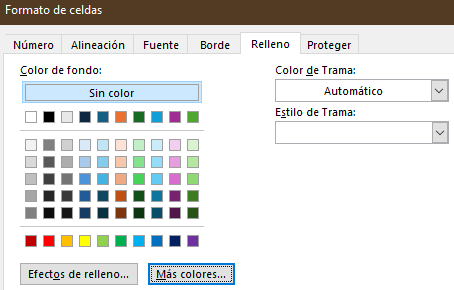 Formato de celdas
Número Alineación Fuente Borde Relleno Proteger
Color de fondo:
Sin color
Color de Trama:
Automático
Estilo de Trama:
Efectos de relleno...
Más colores...